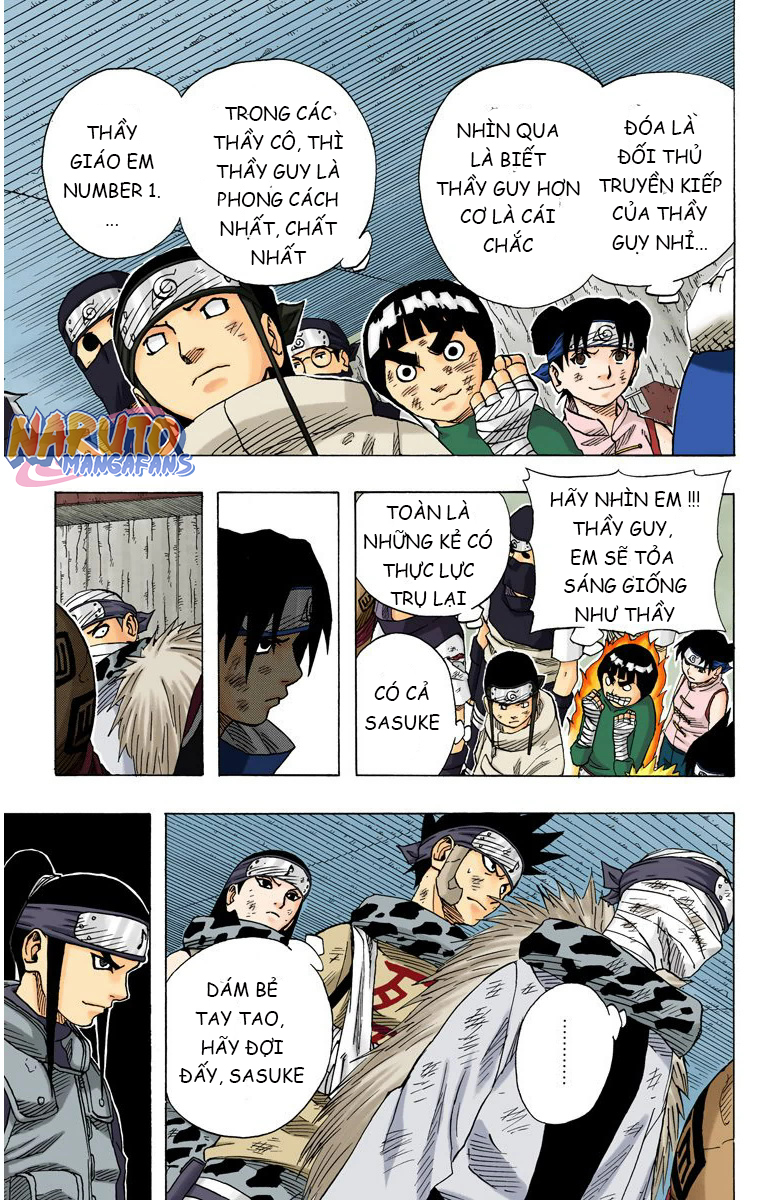 ĐÓA LÀ
ĐỐI THỦ
TRUYỀN KIẾP
CỦA THẦY
GUỴ NHỈ...
NHÌN QUA
LÀ BIẾT
THẦY GUY HƠN
CƠ LÀ CÁI
CHẮC
TRONG CÁC
THẦY CÔ, THÌ
THẦY GUY LÀ
PHONG CÁCH
NHẤT, CHẤT
NHẤT
THẦY
GIÁO EM
NUMBER 1.
...
NARUTO
MANGAFANS
HÃY NHÌN EM !!!
THẦY GUY,
EM SẼ TỎA
SÁNG GIỐNG
NHƯ THẦY
TOÀN LÀ
NHỮNG KẺ CÓ
THỰC LỰC
TRỤ LẠI
CÓ CẢ
SASUKE
.........
DÁM BẺ
TAY TAO,
HÃY ĐỢI
ĐẤY, SASUKE